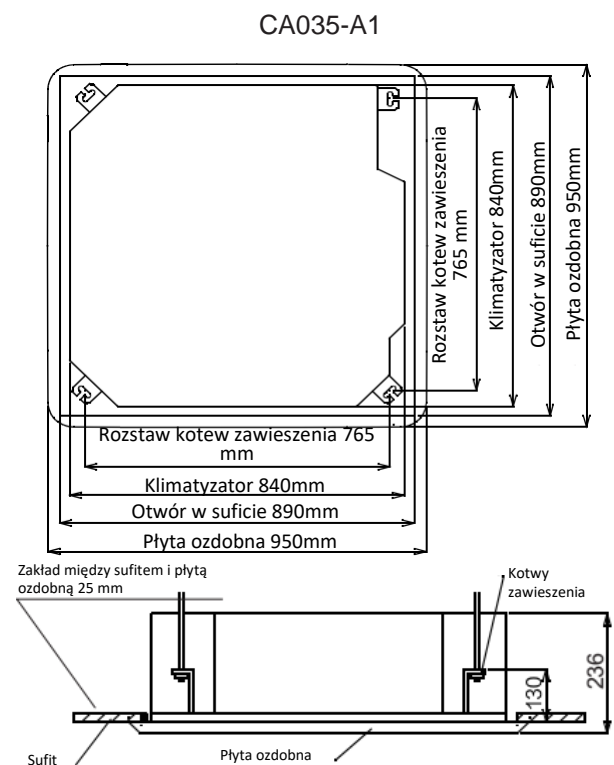 CA035-A1
Rozstaw kotew zawieszenia
765 mm
Klimatyzator 840mm
Otwór w suficie 890mm
Płyta ozdobna 950mm
Rozstaw kotew zawieszenia 765
mm
Klimatyzator 840mm
Otwór w suficie 890mm
Płyta ozdobna 950mm
Zakład między sufitem i płytą
ozdobną 25 mm
Kotwy
zawieszenia
130
236
Sufit
Płyta ozdobna